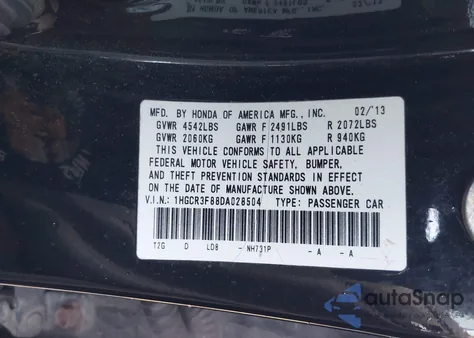 MFD. BY HONDA OF AMERICA MFG., INC. 02/13
GVWR 4542LBS GAWR F 2491LBS R 2072LBS
GVWR 2060KG GAWR F 1130KG R 940KG
THIS VEHICLE CONFORMS TO ALL APPLICABLE
FEDERAL MOTOR VEHICLE SAFETY, BUMPER,
AND THEFT PREVENTION STANDARDS IN EFFECT
ON THE DATE OF MANUFACTURE SHOWN ABOVE.
V.I.N.: 1HGCR3F88DA028504 TYPE: PASSENGER CAR
T2G D LD8 - NH731P - A - A
autoSnap